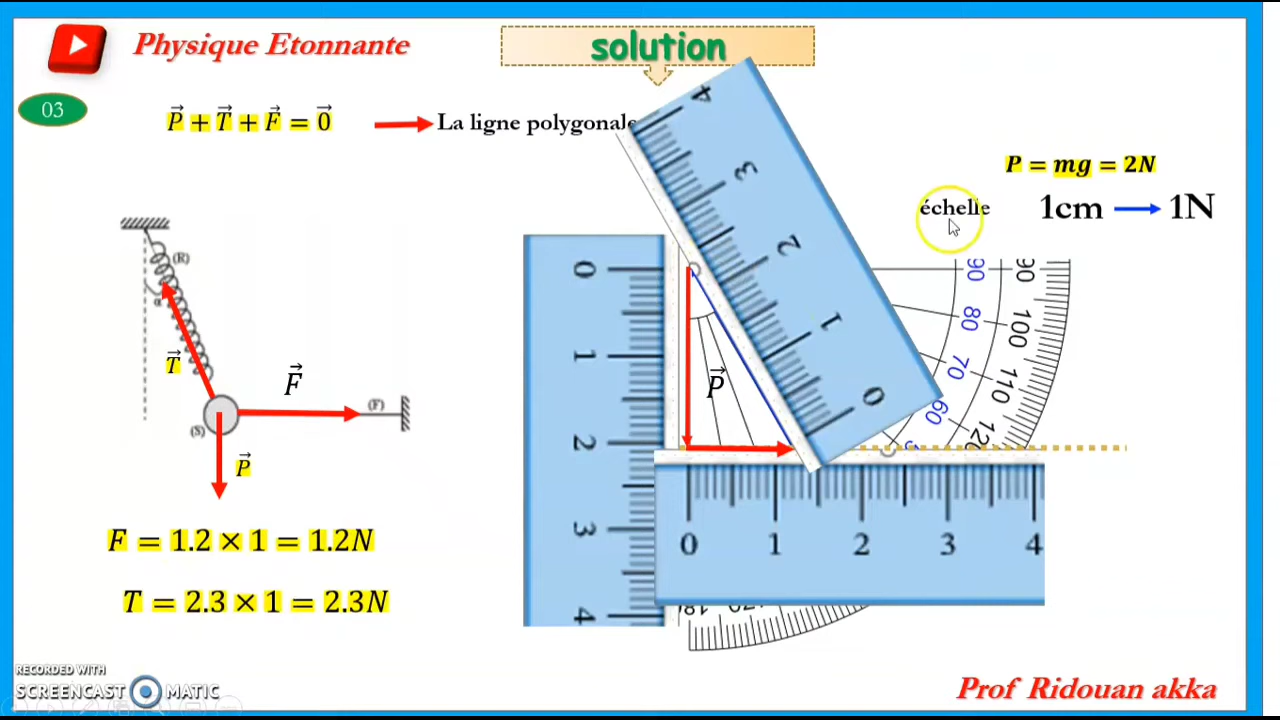 Physique Etonnante
solution
03
P⃗ + T⃗ + F⃗ = 0⃗
La ligne polygonale
P = mg = 2N
échelle
1cm → 1N
(R)
α
T⃗
F⃗
(F)
(S)
P⃗
P⃗
0
1
2
3
4
4
3
2
1
0
0 1 2 3 4
90 90
80 100
70 110
60 120
170
F = 1.2 × 1 = 1.2N
T = 2.3 × 1 = 2.3N
RECORDED WITH
SCREENCAST MATIC
Prof Ridouan akka